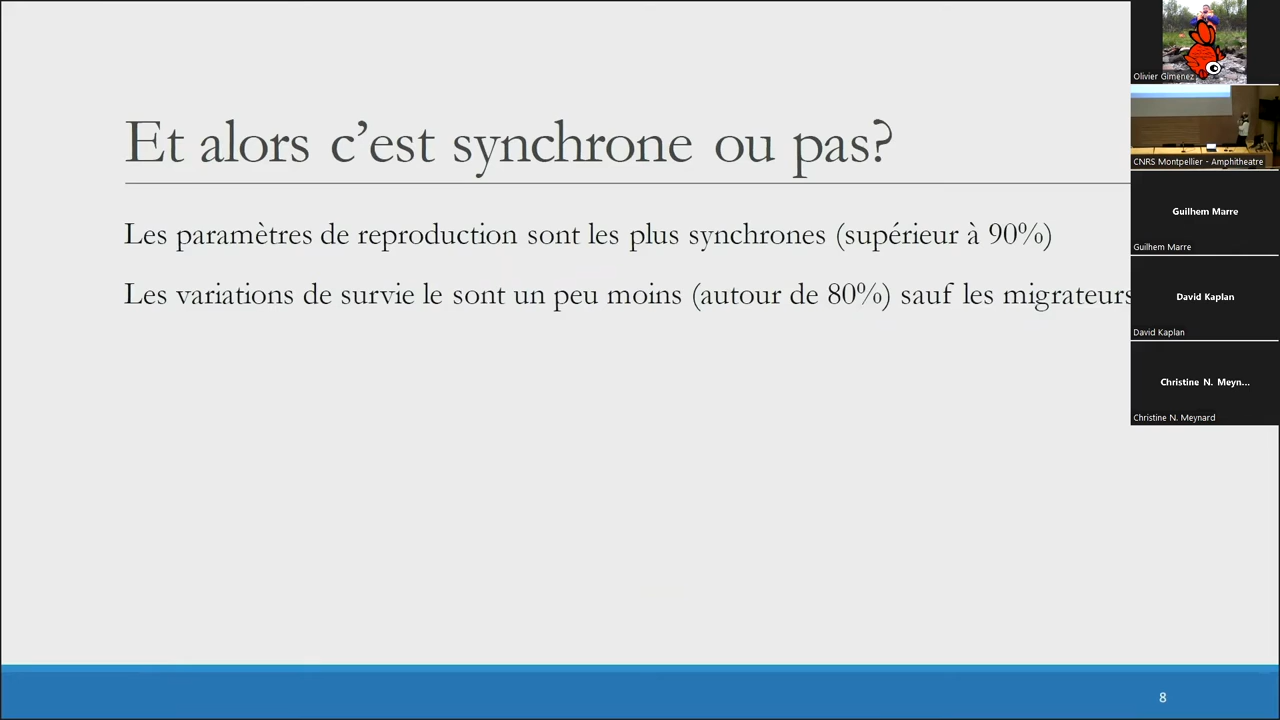 Et alors c’est synchrone ou pas?
Les paramètres de reproduction sont les plus synchrones (supérieur à 90%)
Les variations de survie le sont un peu moins (autour de 80%) sauf les migrateurs
8
Olivier Gimenez
CNRS Montpellier - Amphitheatre
Guilhem Marre
Guilhem Marre
David Kaplan
David Kaplan
Christine N. Meyn...
Christine N. Meynard